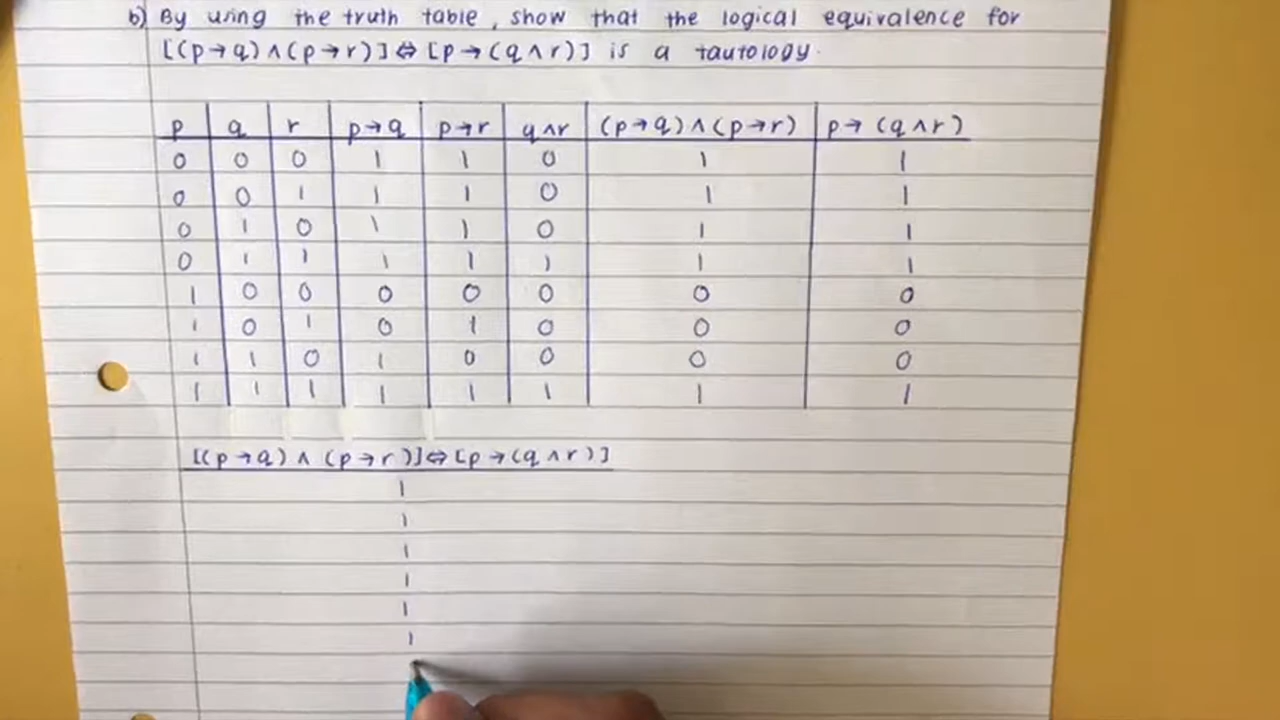 b) By using the truth table, show that the logical equivalence for
[(p→q)∧(p→r)]⇔[p→(q∧r)] is a tautology.
p q r p→q p→r q∧r (p→q)∧(p→r) p→(q∧r)
0 0 0 1 1 0 1 1
0 0 1 1 1 0 1 1
0 1 0 1 1 0 1 1
0 1 1 1 1 1 1 1
1 0 0 0 0 0 0 0
1 0 1 0 1 0 0 0
1 1 0 1 0 0 0 0
1 1 1 1 1 1 1 1
[(p→q)∧(p→r)]⇔[p→(q∧r)]
1
1
1
1
1
1